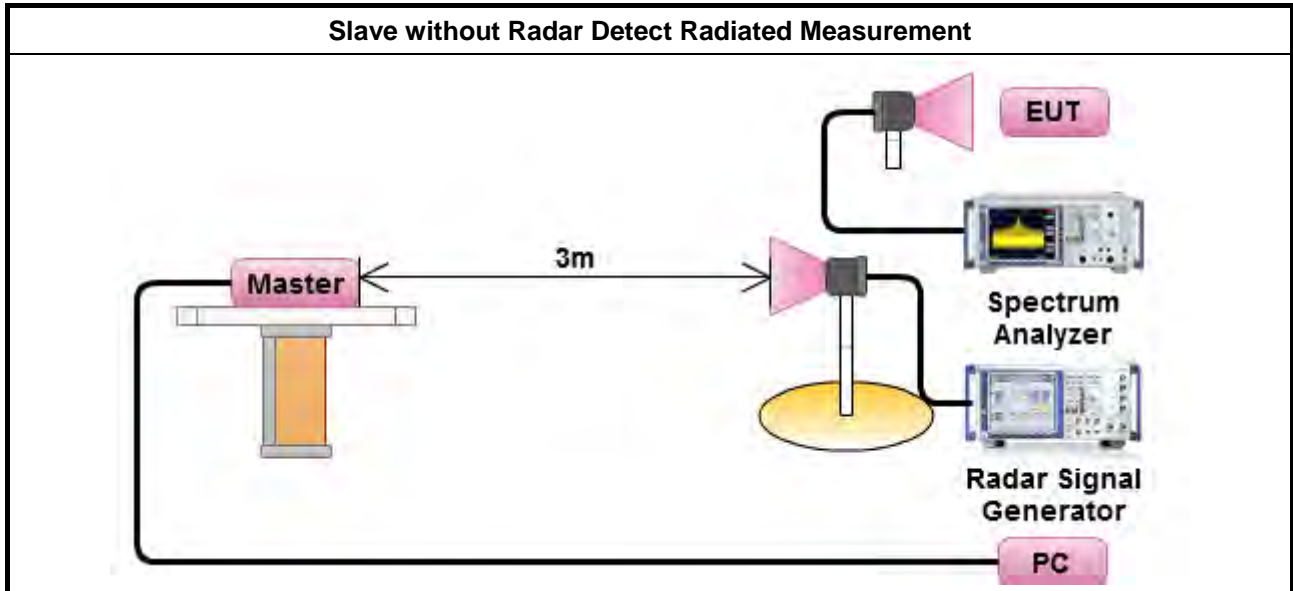 Slave without Radar Detect Radiated Measurement
EUT
3m
Master
Spectrum
Analyzer
Radar Signal
Generator
PC